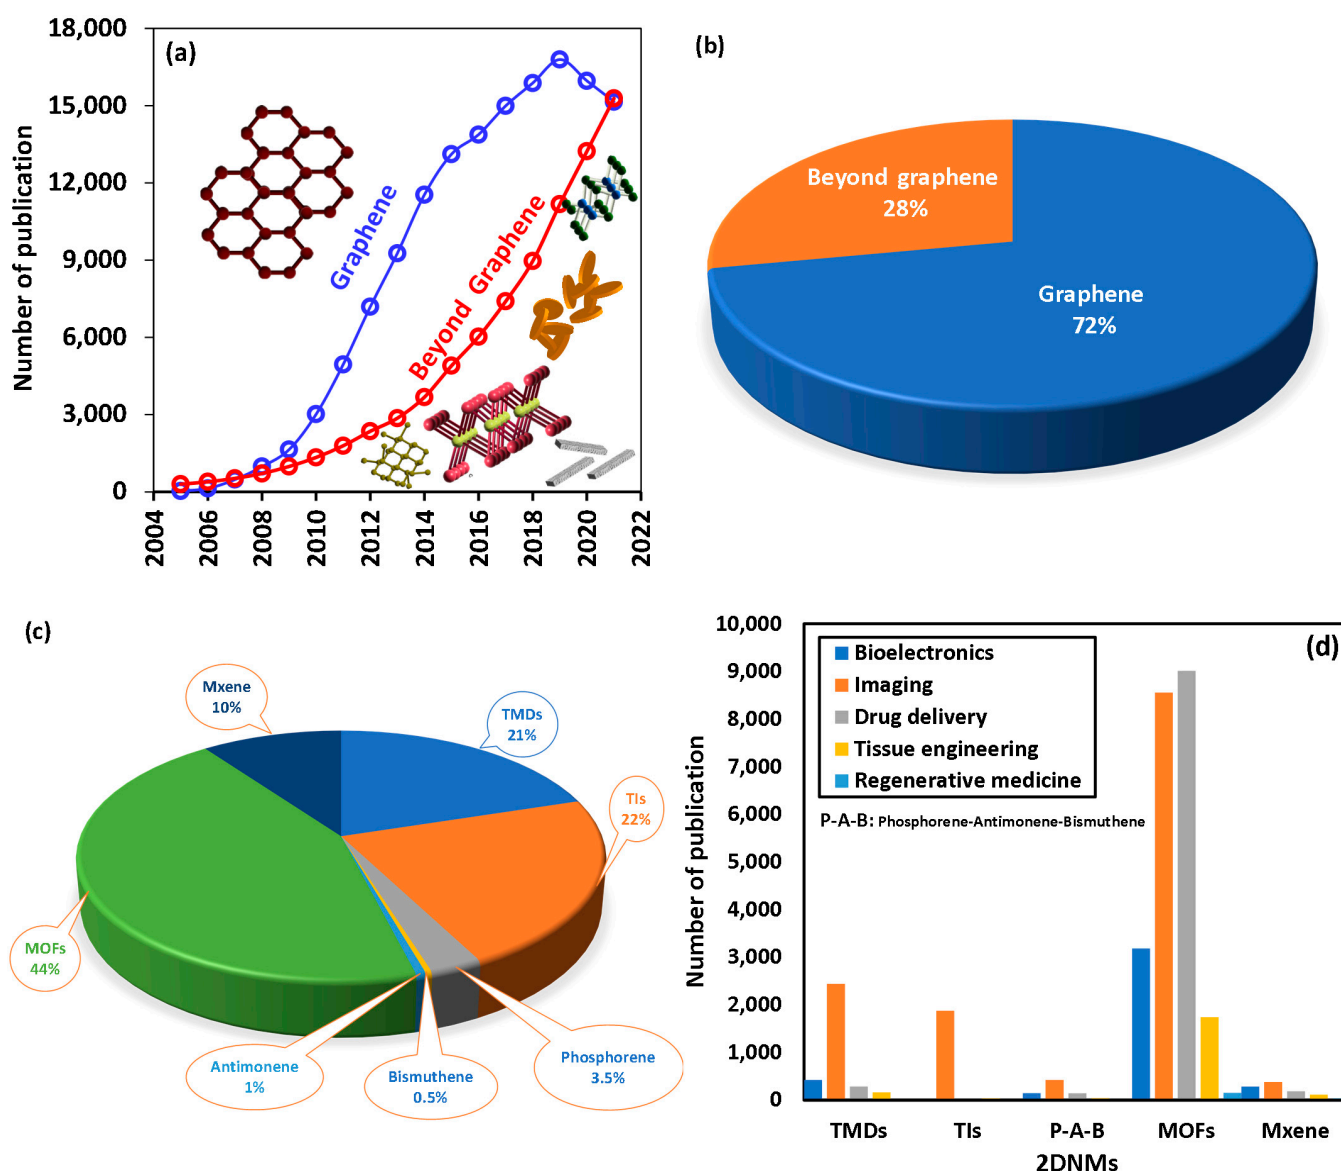 (a)
Number of publication
18,000
15,000
12,000
9,000
6,000
3,000
0
Graphene
Beyond Graphene
2004
2006
2008
2010
2012
2014
2016
2018
2020
2022
(b)
Beyond graphene
28%
Graphene
72%
(c)
Mxene
10%
TMDs
21%
TIs
22%
MOFs
44%
Antimonene
1%
Bismuthene
0.5%
Phosphorene
3.5%
(d)
Number of publication
10,000
9,000
8,000
7,000
6,000
5,000
4,000
3,000
2,000
1,000
0
Bioelectronics
Imaging
Drug delivery
Tissue engineering
Regenerative medicine
P-A-B: Phosphorene-Antimonene-Bismuthene
TMDs
TIs
P-A-B
MOFs
Mxene
2DNMs